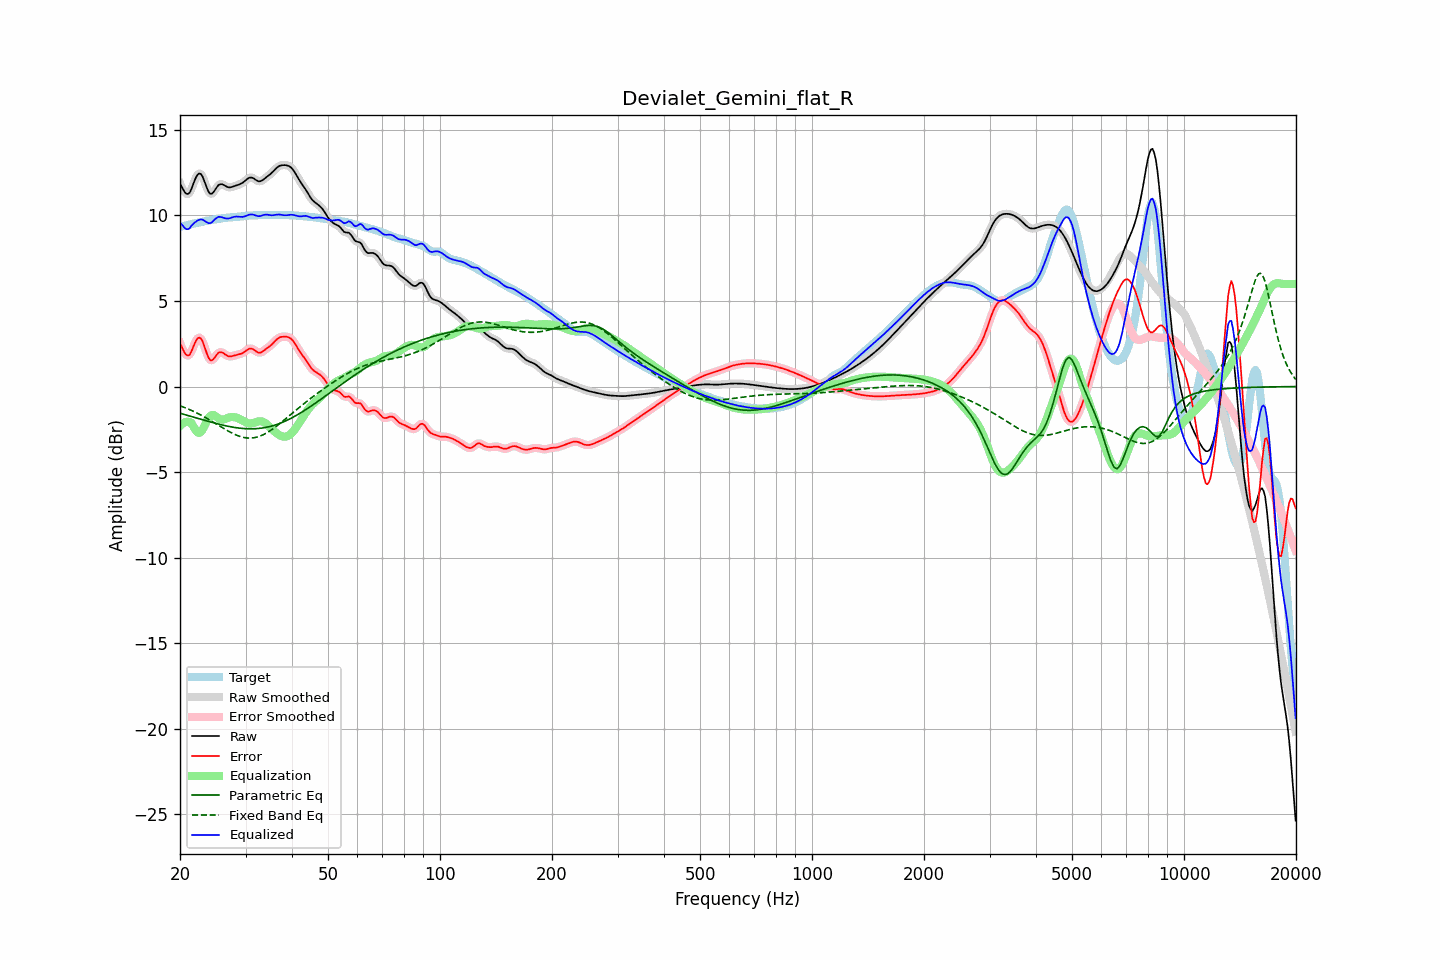 Devialet_Gemini_flat_R
Amplitude (dBr)
15
10
5
0
−5
−10
−15
−20
−25
Target
Raw Smoothed
Error Smoothed
Raw
Error
Equalization
Parametric Eq
Fixed Band Eq
Equalized
20 50 100 200 500 1000 2000 5000 10000 20000
Frequency (Hz)